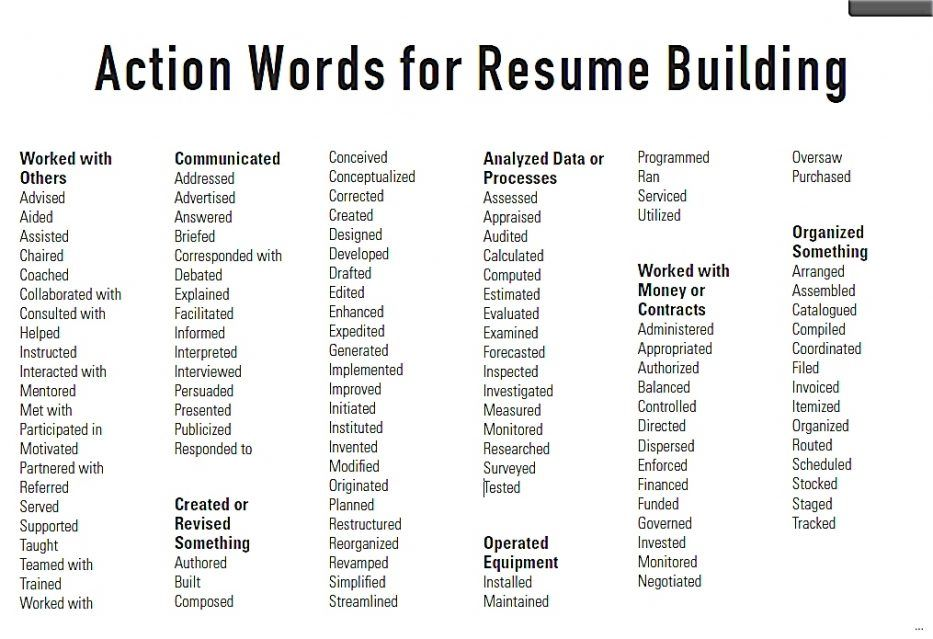 Action Words for Resume Building
Worked with
Others
Advised
Aided
Assisted
Chaired
Coached
Collaborated with
Consulted with
Helped
Instructed
Interacted with
Mentored
Met with
Participated in
Motivated
Partnered with
Referred
Served
Supported
Taught
Teamed with
Trained
Worked with
Communicated
Addressed
Advertised
Answered
Briefed
Corresponded with
Debated
Explained
Facilitated
Informed
Interpreted
Interviewed
Persuaded
Presented
Publicized
Responded to
Created or
Revised
Something
Authored
Built
Composed
Conceived
Conceptualized
Corrected
Created
Designed
Developed
Drafted
Edited
Enhanced
Expedited
Generated
Implemented
Improved
Initiated
Instituted
Invented
Modified
Originated
Planned
Restructured
Reorganized
Revamped
Simplified
Streamlined
Analyzed Data or
Processes
Assessed
Appraised
Audited
Calculated
Computed
Estimated
Evaluated
Examined
Forecasted
Inspected
Investigated
Measured
Monitored
Researched
Surveyed
Tested
Operated
Equipment
Installed
Maintained
Programmed
Ran
Serviced
Utilized
Worked with
Money or
Contracts
Administered
Appropriated
Authorized
Balanced
Controlled
Directed
Dispersed
Enforced
Financed
Funded
Governed
Invested
Monitored
Negotiated
Oversaw
Purchased
Organized
Something
Arranged
Assembled
Catalogued
Compiled
Coordinated
Filed
Invoiced
Itemized
Organized
Routed
Scheduled
Stocked
Staged
Tracked
...